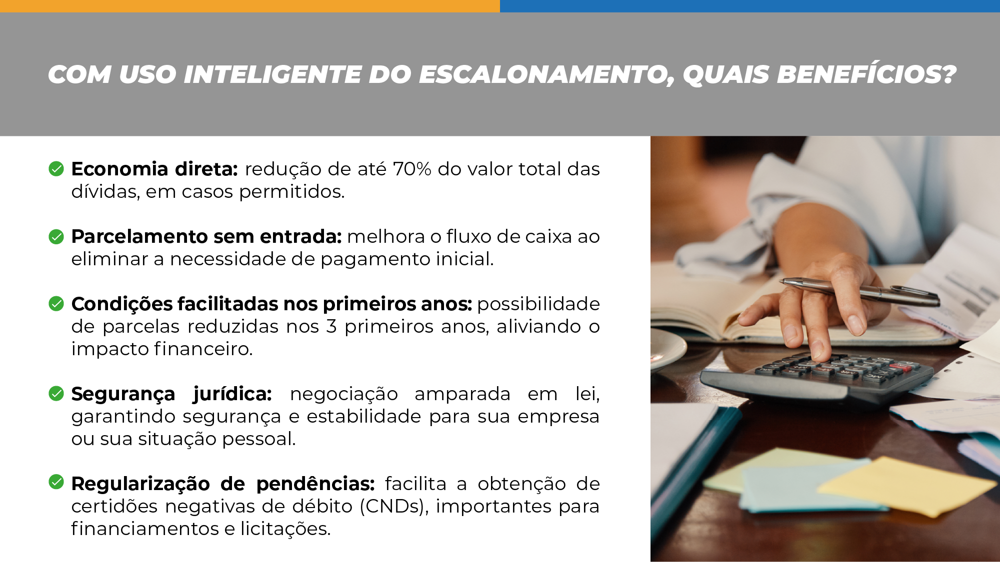 COM USO INTELIGENTE DO ESCALONAMENTO, QUAIS BENEFÍCIOS?
Economia direta: redução de até 70% do valor total das
dívidas, em casos permitidos.
Parcelamento sem entrada: melhora o fluxo de caixa ao
eliminar a necessidade de pagamento inicial.
Condições facilitadas nos primeiros anos: possibilidade
de parcelas reduzidas nos 3 primeiros anos, aliviando o
impacto financeiro.
Segurança jurídica: negociação amparada em lei,
garantindo segurança e estabilidade para sua empresa
ou sua situação pessoal.
Regularização de pendências: facilita a obtenção de
certidões negativas de débito (CNDs), importantes para
financiamentos e licitações.